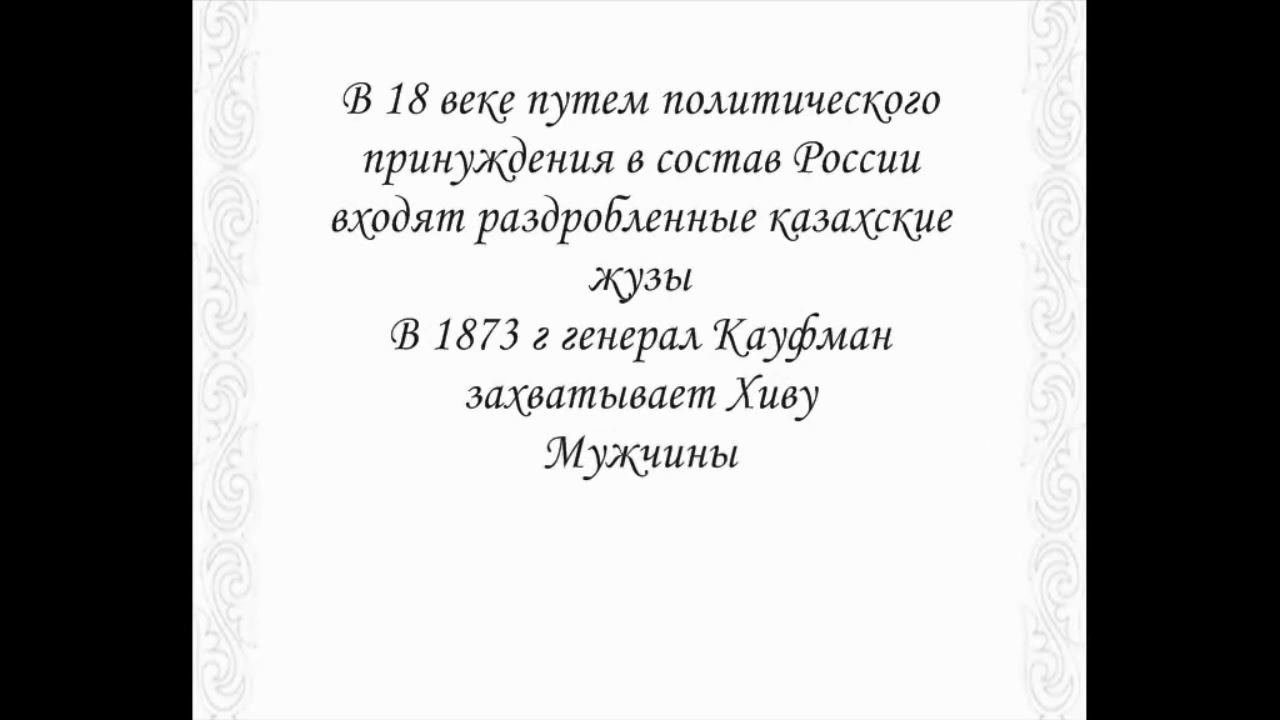 В 18 веке путем политического
принуждения в состав России
входят раздробленные казахские
жузы
В 1873 г генерал Кауфман
захватывает Хиву
Мужчины